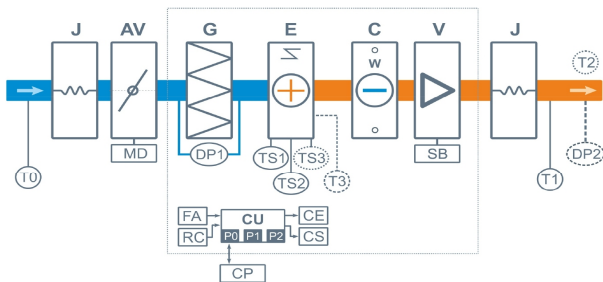 J AV G E C V J
W
T2
MD DP1 TS1 TS3 SB DP2
T0 TS2 T3 T1
FA CU CE
RC P0 P1 P2 CS
CP